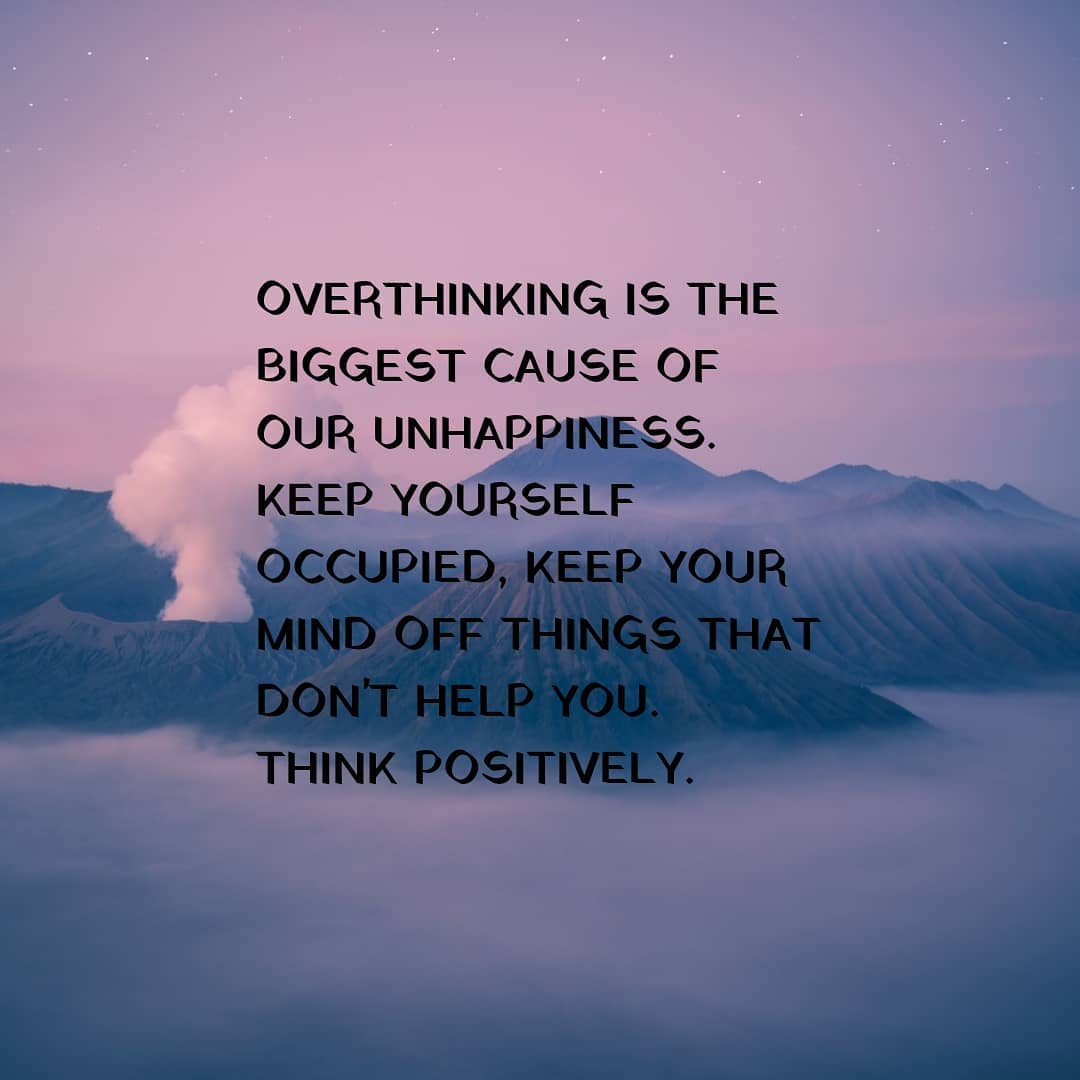 OVERTHINKING IS THE
BIGGEST CAUSE OF
OUR UNHAPPINESS.
KEEP YOURSELF
OCCUPIED, KEEP YOUR
MIND OFF THINGS THAT
DON'T HELP YOU.
THINK POSITIVELY.